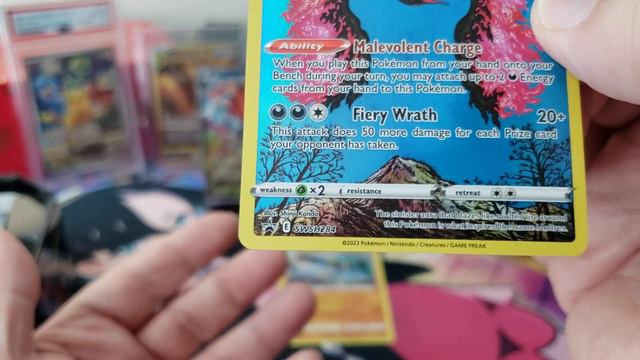 Ability Malevolent Charge
When you play this Pokémon from your hand onto
your Bench during your turn, you may attach up to 2 Energy
cards from your hand to this Pokémon.
Fiery Wrath 20+
This attack does 50 more damage for each Prize card
your opponent has taken.
weakness ×2 resistance retreat
Illus. Shinji Kanda
The sinister aura that blazes like molten fire around
this Pokémon is what inspired the name Moltres.
E SWSH284
©2023 Pokémon / Nintendo / Creatures / GAME FREAK